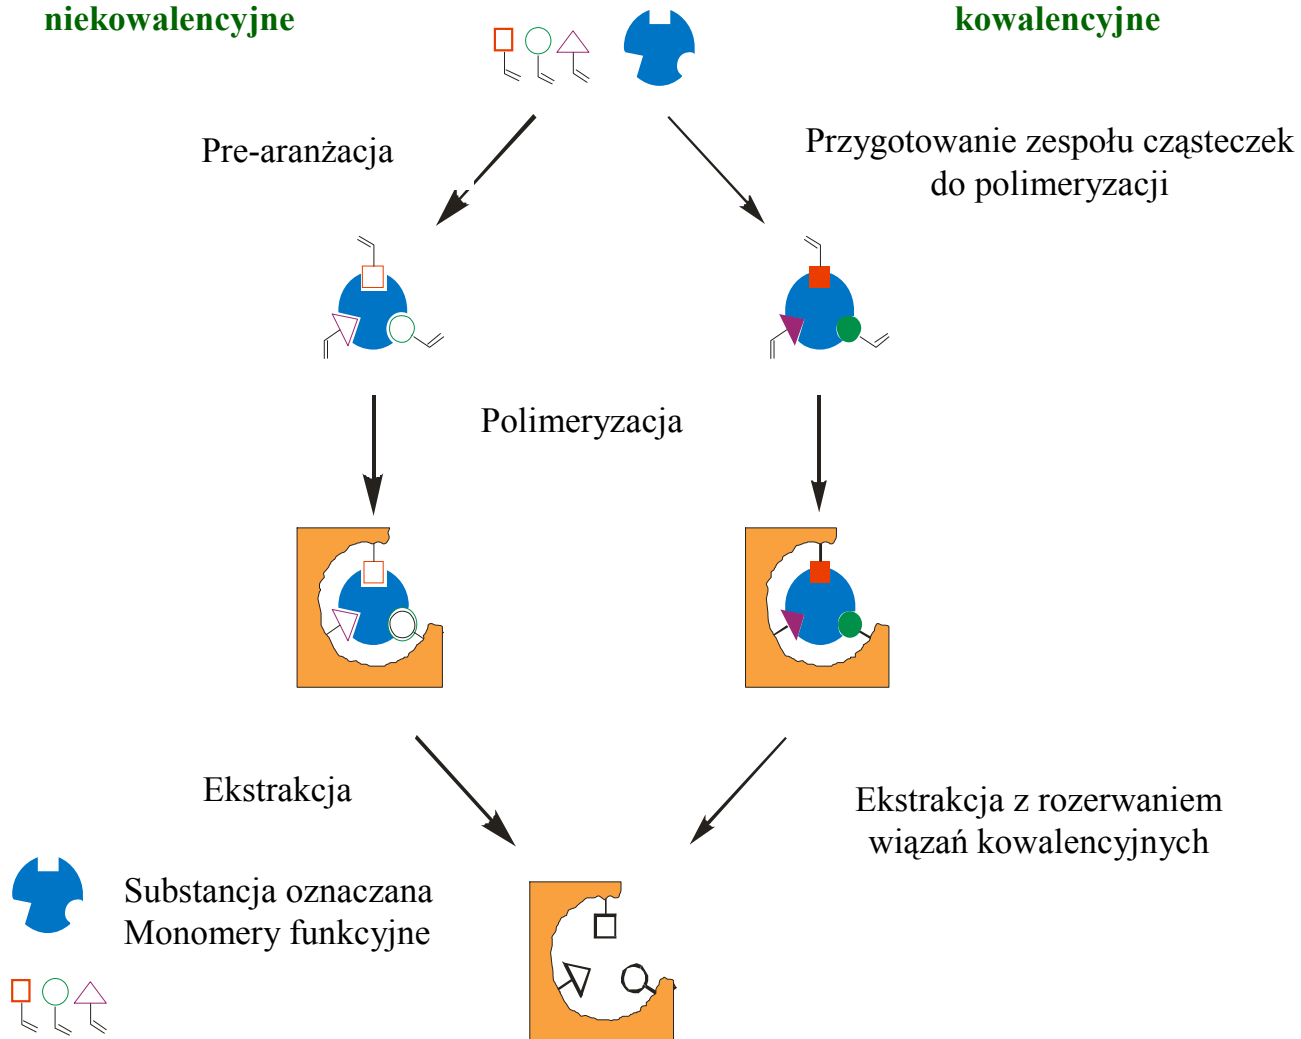 niekowalencyjne
kowalencyjne
Pre-aranżacja
Przygotowanie zespołu cząsteczek
do polimeryzacji
Polimeryzacja
Ekstrakcja
Ekstrakcja z rozerwaniem
wiązań kowalencyjnych
Substancja oznaczana
Monomery funkcyjne